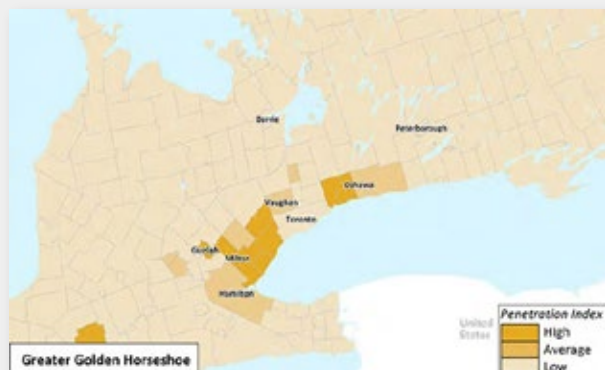 Barrie
Peterborough
Oshawa
Vaughan
Toronto
Guelph
Milton
Hamilton
Penetration Index
United
States
High
Average
Low
Greater Golden Horseshoe